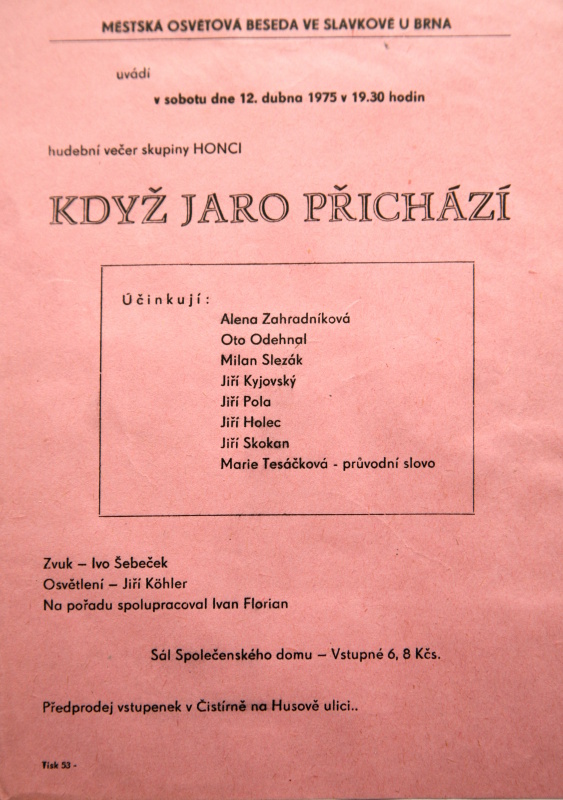 MĚSTSKÁ OSVĚTOVÁ BESEDA VE SLAVKOVĚ U BRNA
uvádí
v sobotu dne 12. dubna 1975 v 19.30 hodin
hudební večer skupiny HONCI
KDYŽ JARO PŘICHÁZÍ
Účinkují:
Alena Zahradníková
Oto Odehnal
Milan Slezák
Jiří Kyjovský
Jiří Pola
Jiří Holec
Jiří Skokan
Marie Tesáčková - průvodní slovo
Zvuk – Ivo Šebeček
Osvětlení – Jiří Köhler
Na pořadu spolupracoval Ivan Florian
Sál Společenského domu – Vstupné 6, 8 Kčs.
Předprodej vstupenek v Čistírně na Husově ulici..
Tisk 53 -